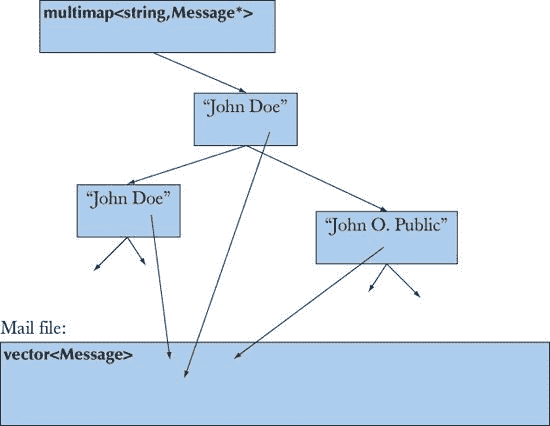 multimap<string,Message*>
“John Doe”
“John Doe”
“John O. Public”
Mail file:
vector<Message>